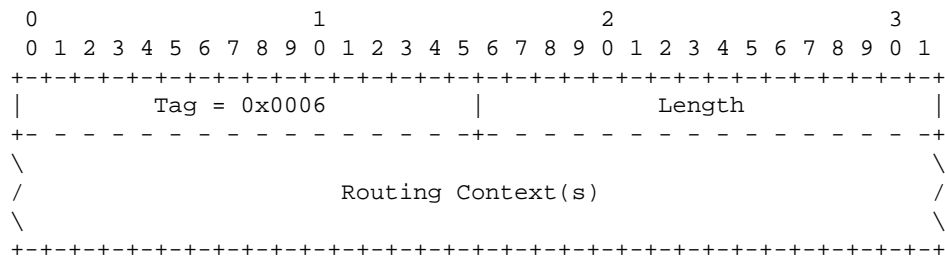 0                   1                   2                   3
 0 1 2 3 4 5 6 7 8 9 0 1 2 3 4 5 6 7 8 9 0 1 2 3 4 5 6 7 8 9 0 1
+-+-+-+-+-+-+-+-+-+-+-+-+-+-+-+-+-+-+-+-+-+-+-+-+-+-+-+-+-+-+-+-+
|         Tag = 0x0006          |            Length             |
+- - - - - - - - - - - - - - - -+- - - - - - - - - - - - - - - -+
\                                                               \
/                      Routing Context(s)                       /
\                                                               \
+-+-+-+-+-+-+-+-+-+-+-+-+-+-+-+-+-+-+-+-+-+-+-+-+-+-+-+-+-+-+-+-+